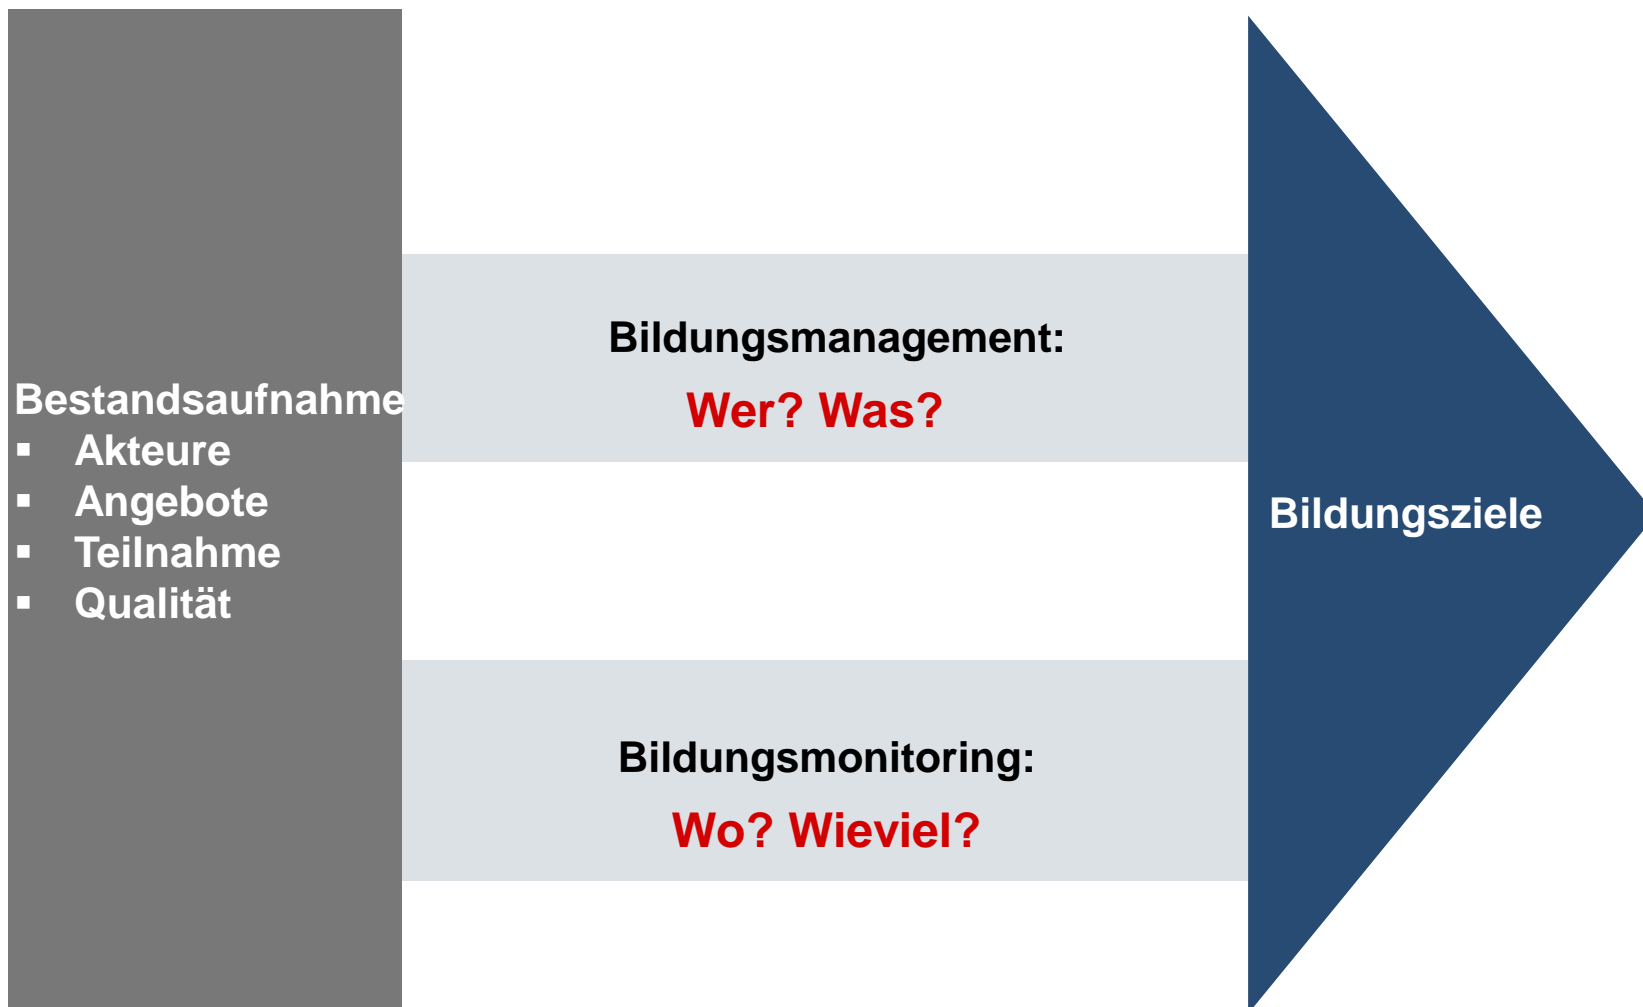 Bestandsaufnahme
▪ Akteure
▪ Angebote
▪ Teilnahme
▪ Qualität
Bildungsmanagement:
Wer? Was?
Bildungsmonitoring:
Wo? Wieviel?
Bildungsziele